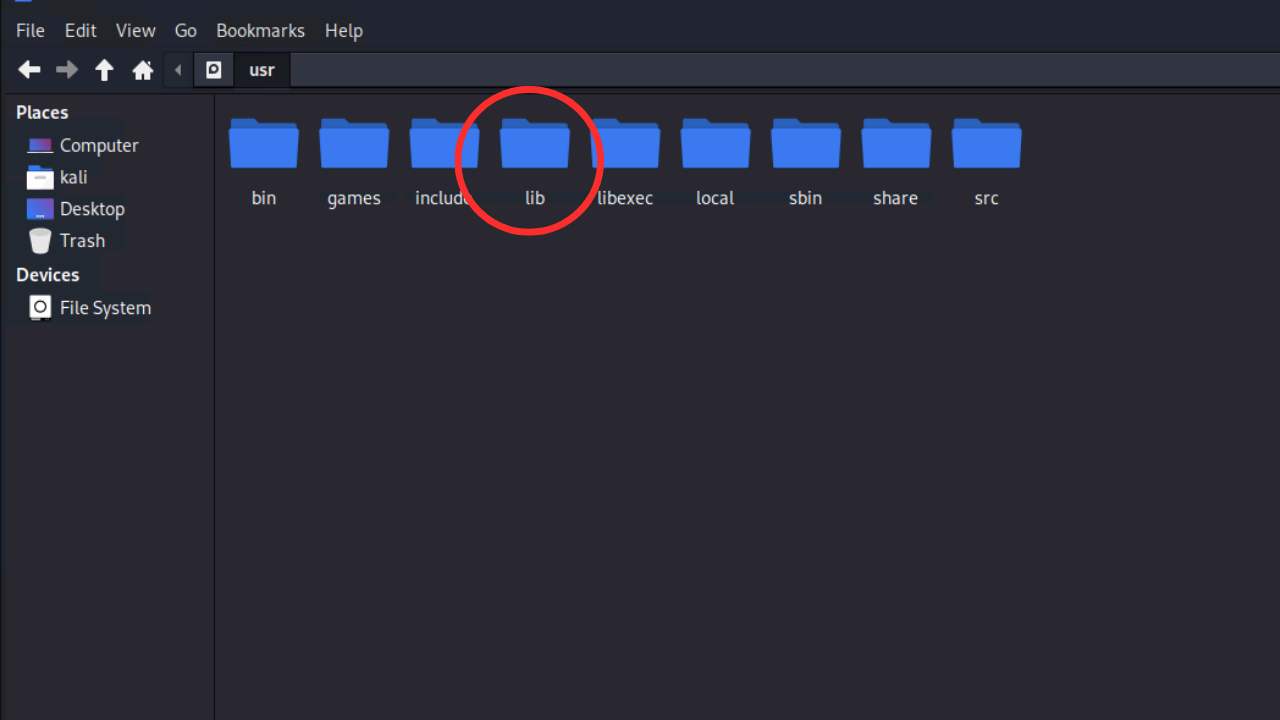 File Edit View Go Bookmarks Help
usr
Places
Computer
kali
Desktop
Trash
Devices
File System
bin games include lib libexec local sbin share src